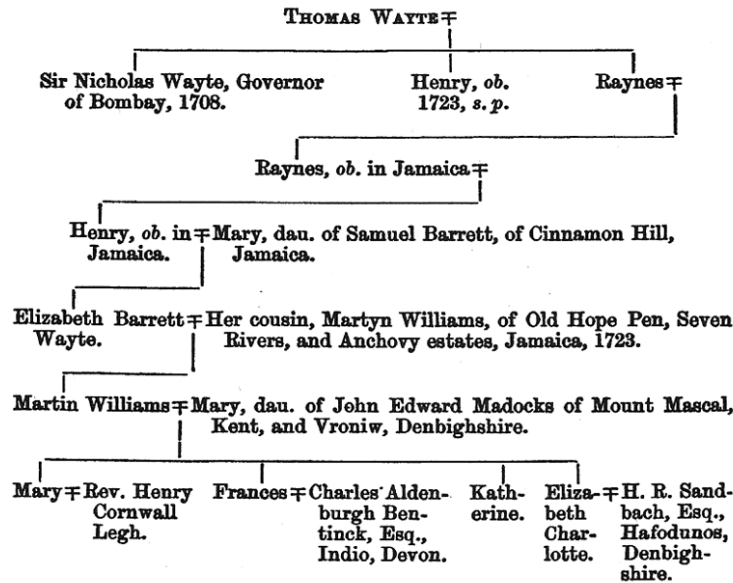 THOMAS WAYTE
Sir Nicholas Wayte, Governor
of Bombay, 1708.
Henry, ob.
1723, s.p.
Raynes
Raynes, ob. in Jamaica
Henry, ob. in
Jamaica.
Mary, dau. of Samuel Barrett, of Cinnamon Hill,
Jamaica.
Elizabeth Barrett
Wayte.
Her cousin, Martyn Williams, of Old Hope Pen, Seven
Rivers, and Anchovy estates, Jamaica, 1723.
Martin Williams
Mary, dau. of John Edward Madocks of Mount Mascal,
Kent, and Vroniw, Denbighshire.
Mary
Rev. Henry
Cornwall
Legh.
Frances
Charles Alden-
burgh Ben-
tinck, Esq.,
Indio, Devon.
Kath-
erine.
Eliza-
beth
Char-
lotte.
H. R. Sand-
bach, Esq.,
Hafodunos,
Denbigh-
shire.